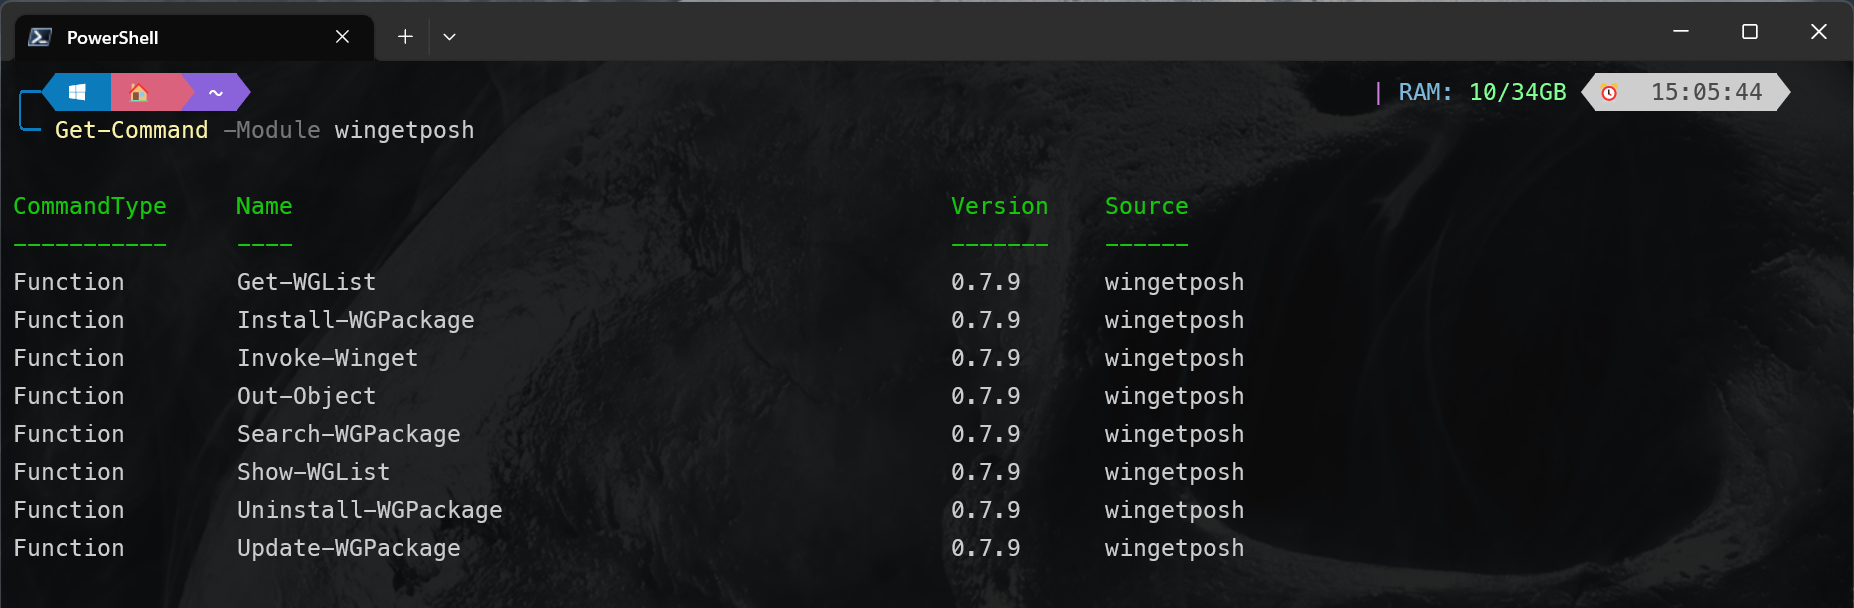 PowerShell
~ | RAM: 10/34GB 15:05:44
Get-Command -Module wingetposh
CommandType Name Version Source
----------- ---- ------- ------
Function Get-WGList 0.7.9 wingetposh
Function Install-WGPackage 0.7.9 wingetposh
Function Invoke-Winget 0.7.9 wingetposh
Function Out-Object 0.7.9 wingetposh
Function Search-WGPackage 0.7.9 wingetposh
Function Show-WGList 0.7.9 wingetposh
Function Uninstall-WGPackage 0.7.9 wingetposh
Function Update-WGPackage 0.7.9 wingetposh